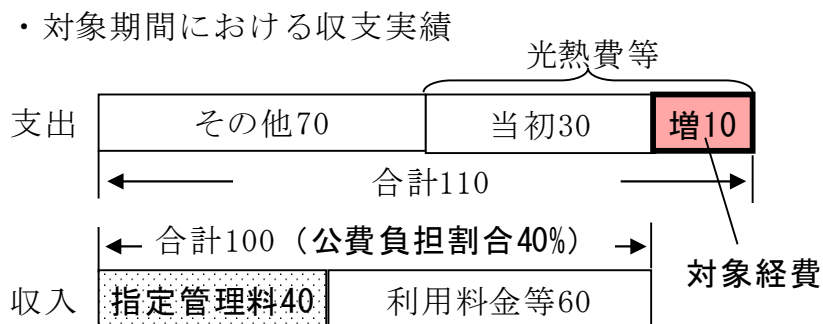 ・対象期間における収支実績
光熱費等
支出 その他70 当初30 増10
合計110
合計100（公費負担割合40%）
対象経費
収入 指定管理料40 利用料金等60